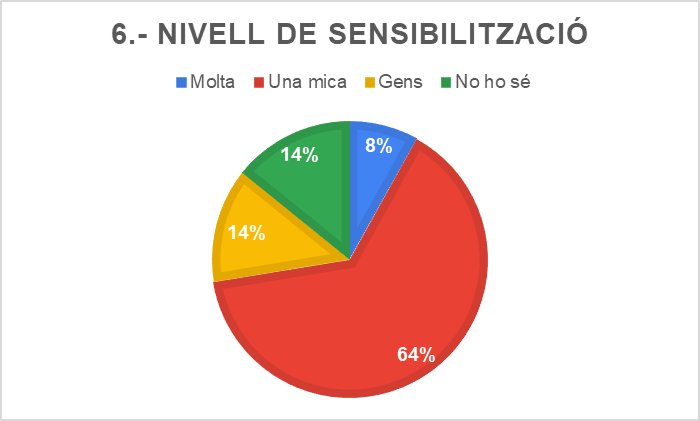 6.- NIVELL DE SENSIBILITZACIÓ
Molta Una mica Gens No ho sé
14% 8%
14%
64%